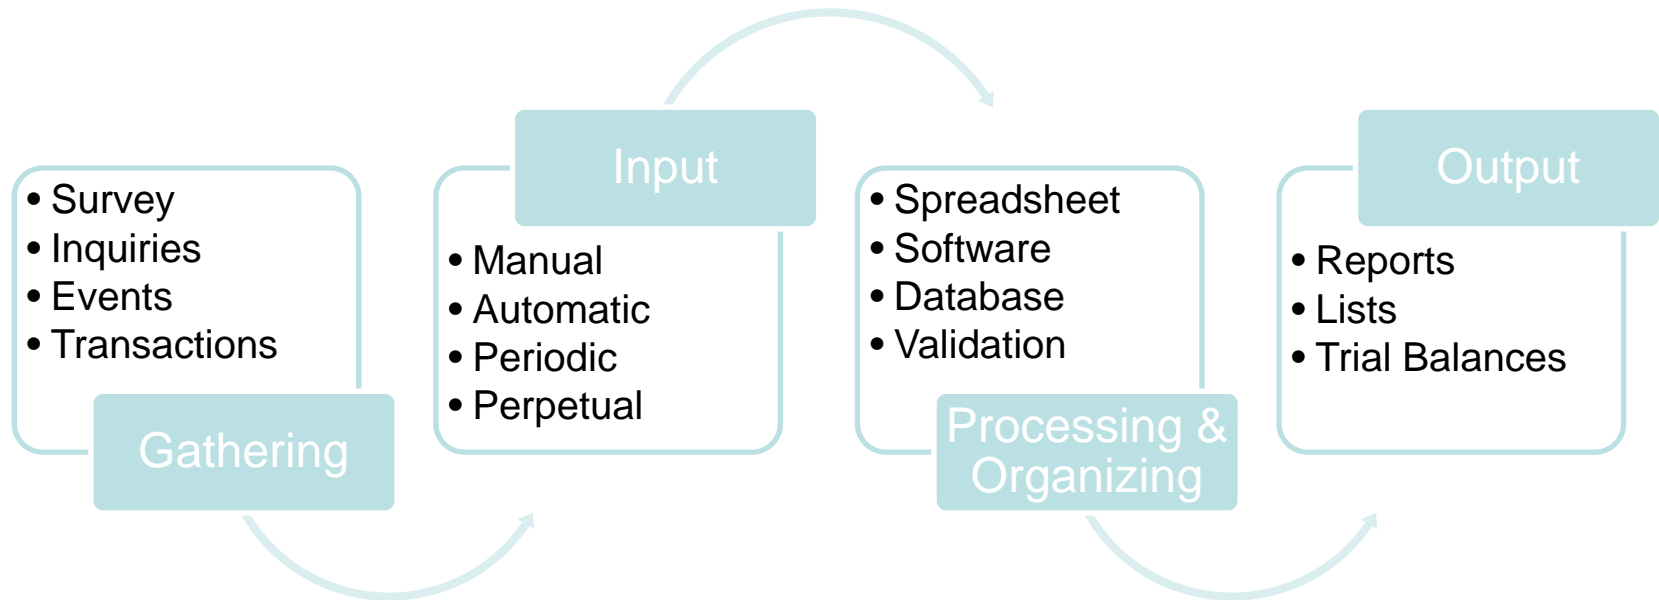 • Survey
• Inquiries
• Events
• Transactions
Gathering
Input
• Manual
• Automatic
• Periodic
• Perpetual
• Spreadsheet
• Software
• Database
• Validation
Processing &
Organizing
Output
• Reports
• Lists
• Trial Balances